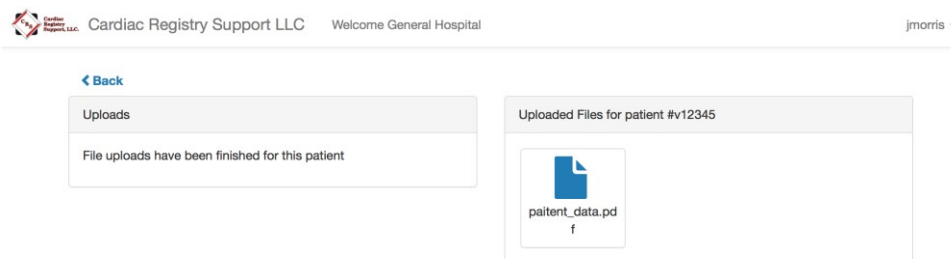 Cardiac
Registry
Support, LLC.
Cardiac Registry Support LLC
Welcome General Hospital
jmorris
Back
Uploads
File uploads have been finished for this patient
Uploaded Files for patient #v12345
paitent_data.pd
f